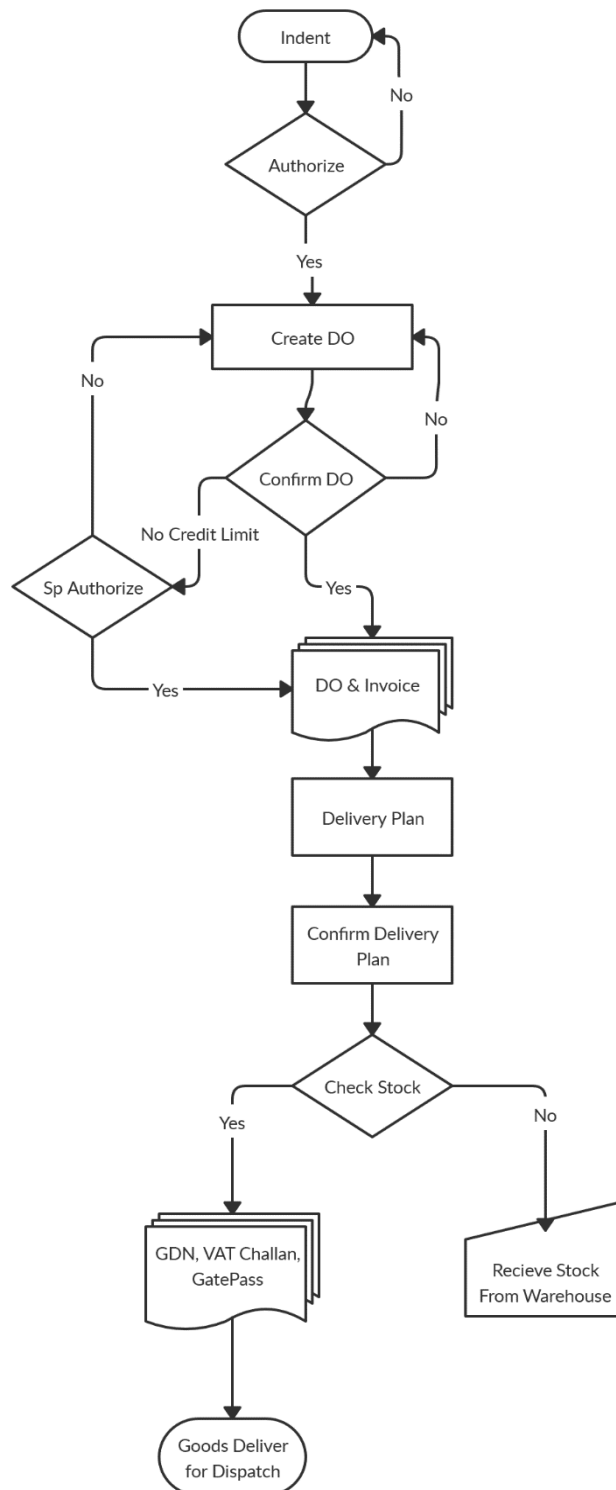 Indent
No
Authorize
Yes
Create DO
No
No
Confirm DO
No Credit Limit
Sp Authorize
Yes
DO & Invoice
Yes
Delivery Plan
Confirm Delivery
Plan
Check Stock
Yes
No
GDN, VAT Challan,
GatePass
Recieve Stock
From Warehouse
Goods Deliver
for Dispatch